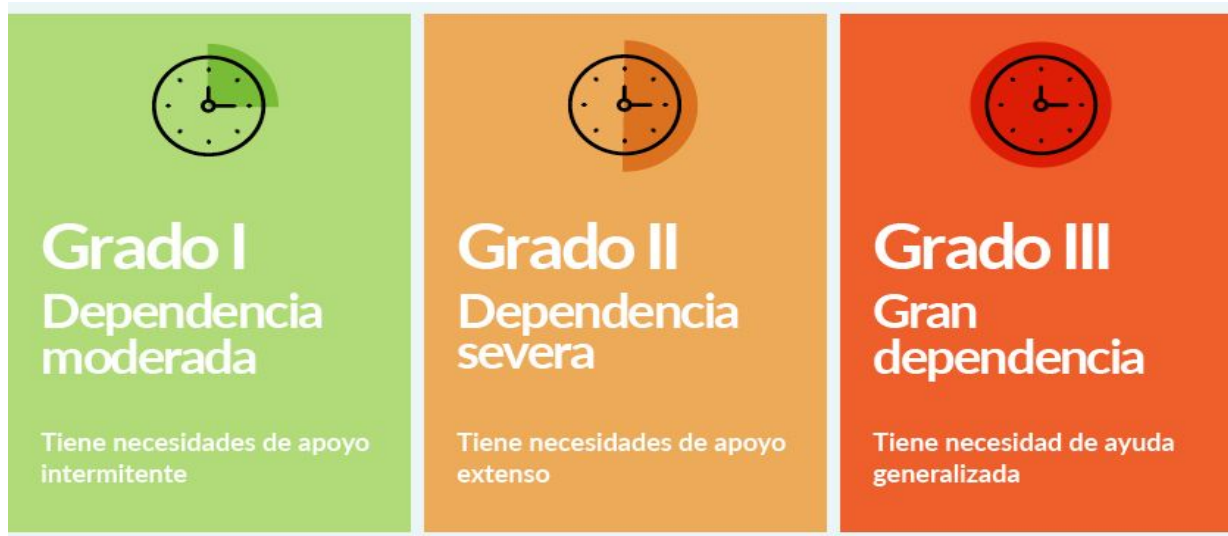 Grado I
Dependencia
moderada
Tiene necesidades de apoyo
intermitente
Grado II
Dependencia
severa
Tiene necesidades de apoyo
extenso
Grado III
Gran
dependencia
Tiene necesidad de ayuda
generalizada